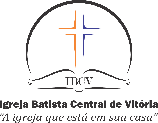 IBCV
Igreja Batista Central de Vitória
"A igreja que está em sua casa"